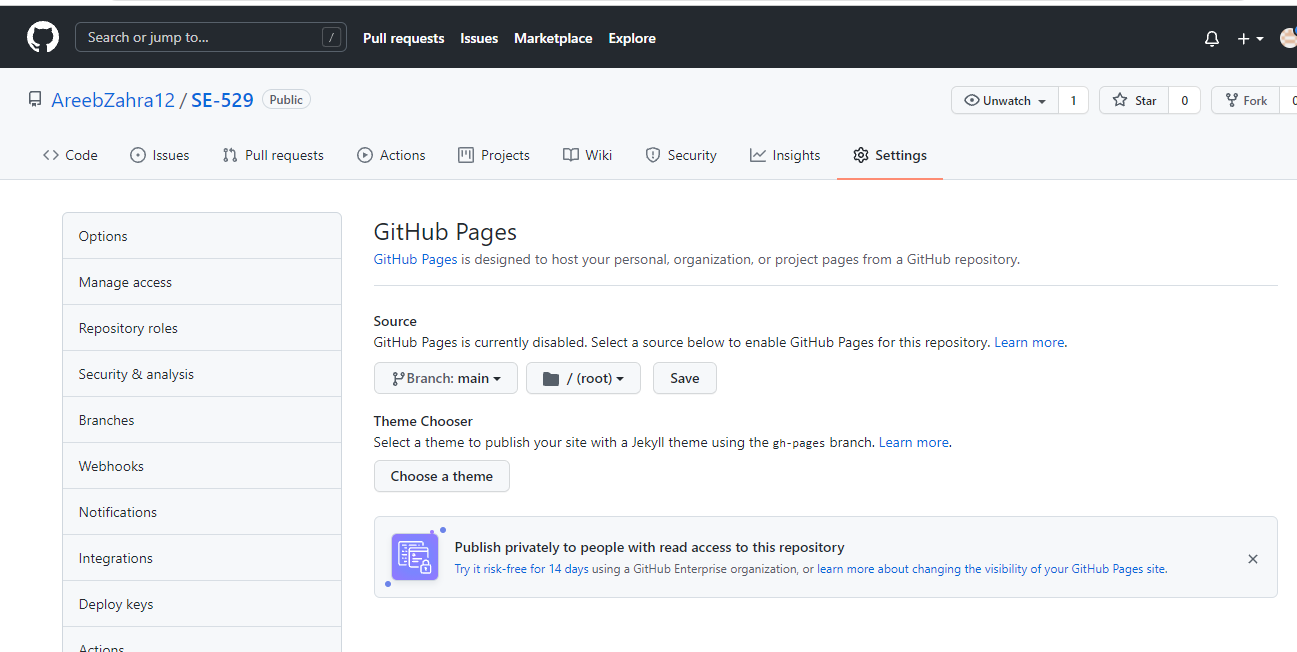 Search or jump to... /
Pull requests Issues Marketplace Explore
AreebZahra12 / SE-529 Public
Unwatch 1 Star 0 Fork 0
Code Issues Pull requests Actions Projects Wiki Security Insights Settings
Options
Manage access
Repository roles
Security & analysis
Branches
Webhooks
Notifications
Integrations
Deploy keys
Actions
GitHub Pages
GitHub Pages is designed to host your personal, organization, or project pages from a GitHub repository.
Source
GitHub Pages is currently disabled. Select a source below to enable GitHub Pages for this repository. Learn more.
Branch: main / (root) Save
Theme Chooser
Select a theme to publish your site with a Jekyll theme using the gh-pages branch. Learn more.
Choose a theme
Publish privately to people with read access to this repository
Try it risk-free for 14 days using a GitHub Enterprise organization, or learn more about changing the visibility of your GitHub Pages site.